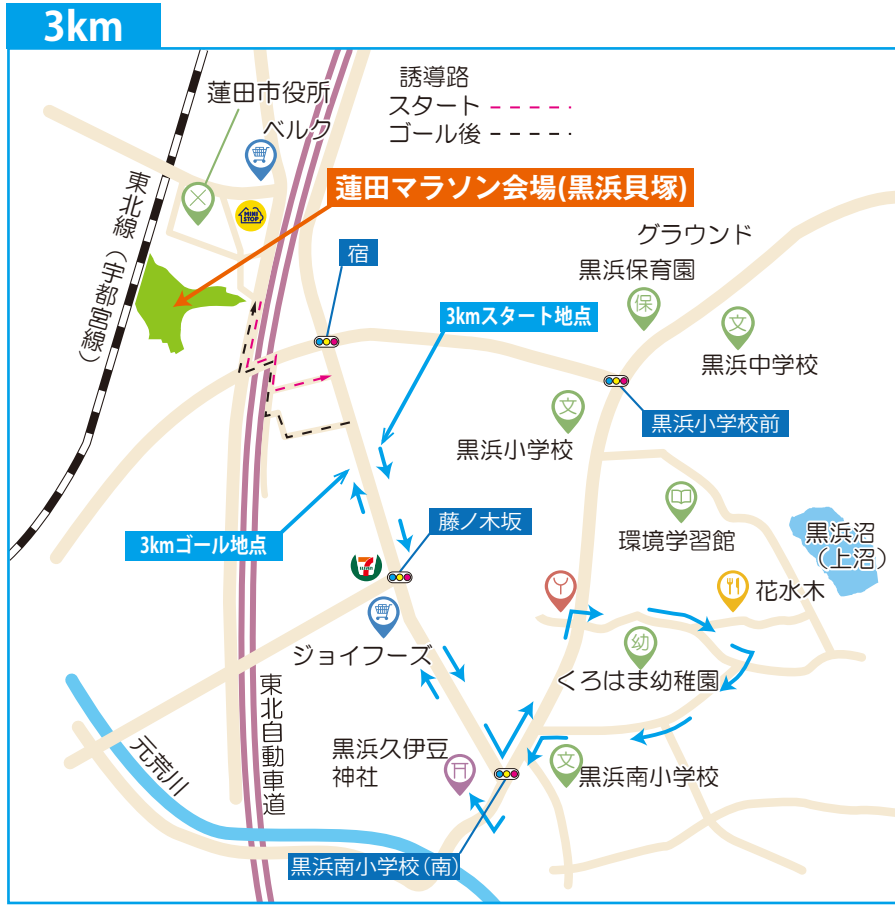 3km
誘導路
スタート
ゴール後
蓮田市役所
ベルク
MINI
STOP
蓮田マラソン会場(黒浜貝塚)
東北線(宇都宮線)
宿
グラウンド
黒浜保育園
保
文
黒浜中学校
3kmスタート地点
黒浜小学校前
文
黒浜小学校
環境学習館
黒浜沼
(上沼)
3kmゴール地点
藤ノ木坂
7
ELEVEn
花水木
ジョイフーズ
幼
くろはま幼稚園
東北自動車道
元荒川
黒浜久伊豆
神社
文
黒浜南小学校
黒浜南小学校(南)